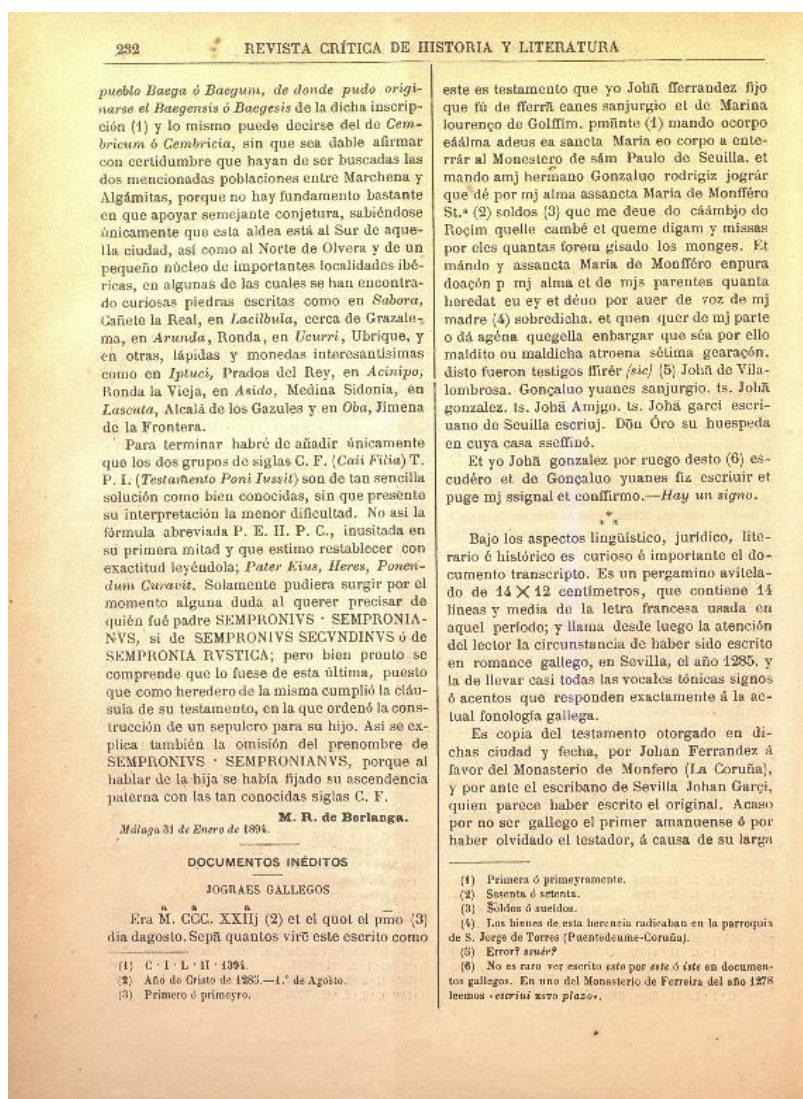 232 REVISTA CRÍTICA DE HISTORIA Y LITERATURA
pueblo Baega ó Baegum, de donde pudo origi-
narse el Baegensis ó Baegesis de la dicha inscrip-
ción (1) y lo mismo puede decirse del de Cem-
bricum ó Cembricia, sin que sea dable afirmar
con certidumbre que hayan de ser buscadas las
dos mencionadas poblaciones entre Marchena y
Algámitas, porque no hay fundamento bastante
en que apoyar semejante conjetura, sabiéndose
únicamente que esta aldea está al Sur de aque-
lla ciudad, así como al Norte de Olvera y de un
pequeño núcleo de importantes localidades ibé-
ricas, en algunas de las cuales se han encontra-
do curiosas piedras escritas como en Sabora,
Cañete la Real, en Lacilbula, cerca de Grazale-
ma, en Arunda, Ronda, en Ucurri, Ubrique, y
en otras, lápidas y monedas interesantísimas
como en Iptuci, Prados del Rey, en Acinipo,
Ronda la Vieja, en Asido, Medina Sidonia, en
Lascuta, Alcalá de los Gazules y en Oba, Jimena
de la Frontera.
Para terminar habré de añadir únicamente
que los dos grupos de siglas C. F. (Caii Filia) T.
P. I. (Testamento Poni Iussit) son de tan sencilla
solución como bien conocidas, sin que presente
su interpretación la menor dificultad. No así la
fórmula abreviada P. E. H. P. C., inusitada en
su primera mitad y que estimo restablecer con
exactitud leyéndola; Pater Eius, Heres, Ponen-
dum Curavit. Solamente pudiera surgir por el
momento alguna duda al querer precisar de
quién fué padre SEMPRONIVS · SEMPRONIA-
NVS, si de SEMPRONIVS SECVNDINVS ó de
SEMPRONIA RVSTICA; pero bien pronto se
comprende que lo fuese de esta última, puesto
que como heredero de la misma cumplió la cláu-
sula de su testamento, en la que ordenó la cons-
trucción de un sepulcro para su hijo. Así se ex-
plica también la omisión del prenombre de
SEMPRONIVS · SEMPRONIANVS, porque al
hablar de la hija se había fijado su ascendencia
paterna con las tan conocidas siglas C. F.
M. R. de Berlanga.
Málaga 31 de Enero de 1894.
DOCUMENTOS INÉDITOS
JOGRAES GALLEGOS
a a a
Era M. CCC. XXIIj (2) et el quot el pm̄o (3)
dia dagosto. Sepā quantos virē este escrito como
(1) C · I · L · II · 1394.
(2) Año de Cristo de 1285.—1.º de Agosto.
(3) Primero ó primeyro.
este es testamento que yo Johā fferrandez fijo
que fú de fferrā eanes sanjurgio et de Marina
lourenço de Golffím. pmānte (1) mando ocorpo
eáálma adeus ea sancta Maria eo corpo a ente-
rrár al Monestero de sám Paulo de Seuilla. et
mando amj hermano Gonzaluo rodrigiz jográr
que dé por mj alma assancta María de Monfféro
St.ª (2) soldos (3) que me deue do cáámbjo do
Roçim quelle cambé et queme digam y missas
por eles quantas forem gisado los monges. Et
mándo y assancta Maria de Monfféro enpura
doaçón p mj alma et de mjs parentes quanta
heredat eu ey et déuo por auer de voz de mj
madre (4) sobredicha. et quen quer de mj parte
o dá agéna quegella enbargar que séa por ello
maldito ou maldicha atroena sétima gearaçón.
disto fueron testigos ffirér (sic) (5) Johā de Vila-
lombrosa. Gonçaluo yuanes sanjurgio. ts. Johā
gonzalez. ts. Johā Amjgo. ts. Johā garci escri-
uano de Seuilla escriuj. Dōn Óro su huespeda
en cuya casa sseffinó.
Et yo Johā gonzalez por ruego desto (6) es-
cudéro et de Gonçaluo yuanes fiz escriuir et
puge mj ssignal et conffirmo.—Hay un signo.
* * *
Bajo los aspectos lingüístico, jurídico, lite-
rario é histórico es curioso é importante el do-
cumento transcripto. Es un pergamino avitela-
do de 14 × 12 centímetros, que contiene 14
líneas y media de la letra francesa usada en
aquel período; y llama desde luego la atención
del lector la circunstancia de haber sido escrito
en romance gallego, en Sevilla, el año 1285, y
la de llevar casi todas las vocales tónicas signos
ó acentos que responden exactamente á la ac-
tual fonología gallega.
Es copia del testamento otorgado en di-
chas ciudad y fecha, por Johan Ferrandez á
favor del Monasterio de Monfero (La Coruña),
y por ante el escribano de Sevilla Johan Garçi,
quien parece haber escrito el original. Acaso
por no ser gallego el primer amanuense ó por
haber olvidado el testador, á causa de su larga
(1) Primera ó primeyramente.
(2) Sesenta ó setenta.
(3) Soldos ó sueldos.
(4) Los bienes de esta herencia radicaban en la parroquia
de S. Jorge de Torres (Puentedeume-Coruña).
(5) Error? scuér?
(6) No es raro ver escrito esto por este ó iste en documen-
tos gallegos. En uno del Monasterio de Ferreira del año 1278
leemos «escriui ESTO plazo».